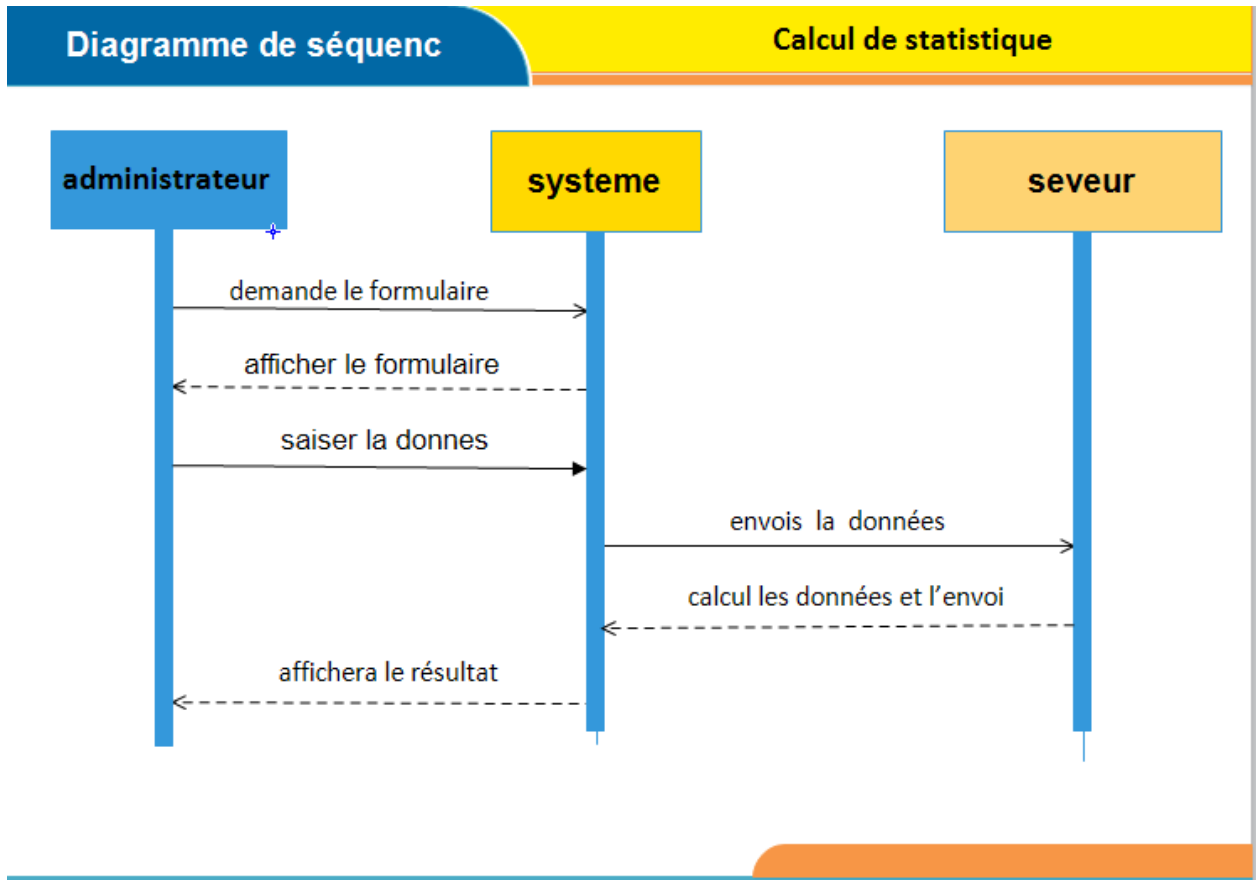 Diagramme de séquenc
Calcul de statistique
administrateur
systeme
seveur
demande le formulaire
afficher le formulaire
saiser la donnes
envois la données
calcul les données et l’envoi
affichera le résultat